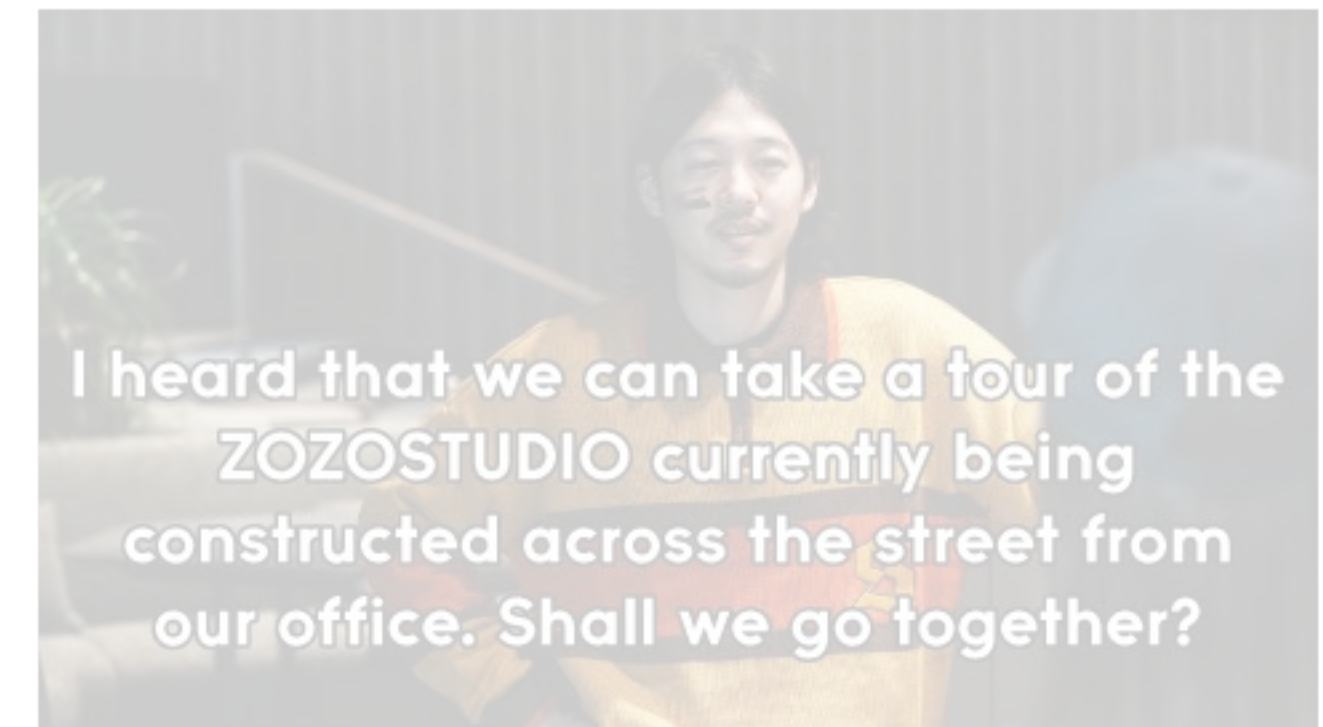 I heard that we can take a tour of the
ZOZOSTUDIO currently being
constructed across the street from
our office. Shall we go together?
S